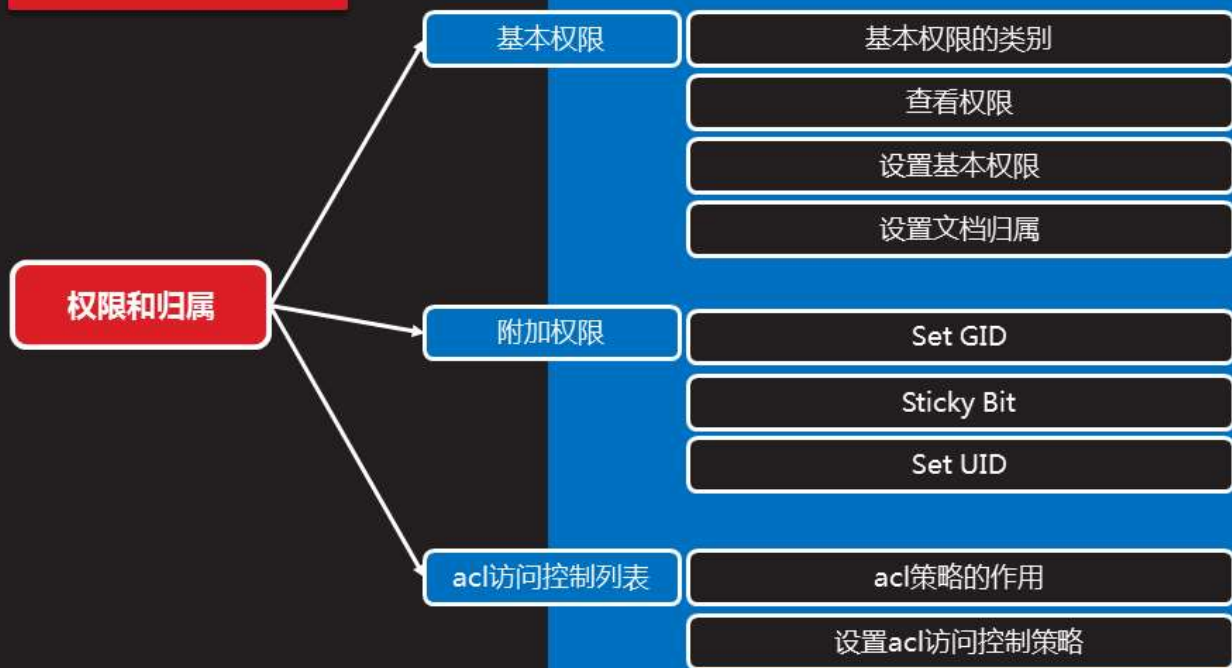 权限和归属
基本权限
基本权限的类别
查看权限
设置基本权限
设置文档归属
附加权限
Set GID
Sticky Bit
Set UID
acl访问控制列表
acl策略的作用
设置acl访问控制策略